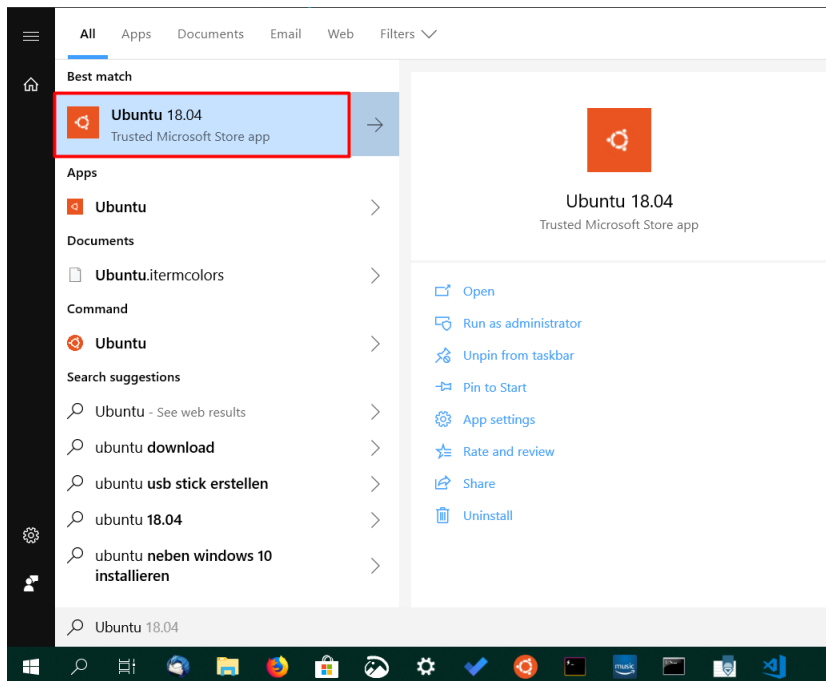 All Apps Documents Email Web Filters
Best match
Ubuntu 18.04
Trusted Microsoft Store app
Apps
Ubuntu
Documents
Ubuntu.itermcolors
Command
Ubuntu
Search suggestions
Ubuntu - See web results
ubuntu download
ubuntu usb stick erstellen
ubuntu 18.04
ubuntu neben windows 10
installieren
Ubuntu 18.04
Ubuntu 18.04
Trusted Microsoft Store app
Open
Run as administrator
Unpin from taskbar
Pin to Start
App settings
Rate and review
Share
Uninstall
music